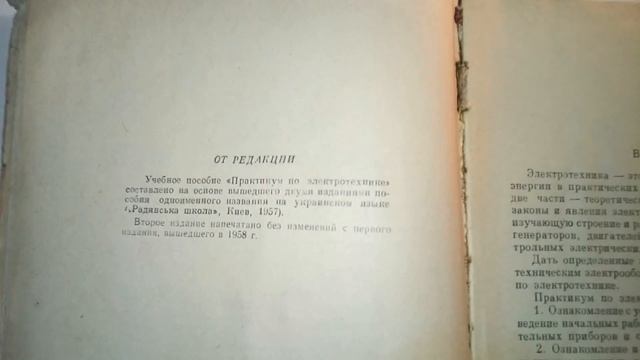 ОТ РЕДАКЦИИ
Учебное пособие «Практикум по электротехнике»
составлено на основе вышедшего двумя изданиями по-
собия одноименного названия на украинском языке
(«Радянська школа», Киев, 1957).
Второе издание напечатано без изменений с первого
издания, вышедшего в 1958 г.
В
Электротехника — эт
энергии в практических
две части — теоретичес
законы и явления элект
изучающую строение и р
генераторов, двигателе
трольных электрически
Дать определенные
техническим электрообо
по электротехнике.
Практикум по элек
1. Ознакомление с у
ведение начальных рабо
тельных приборов и с
2. Ознакомление и